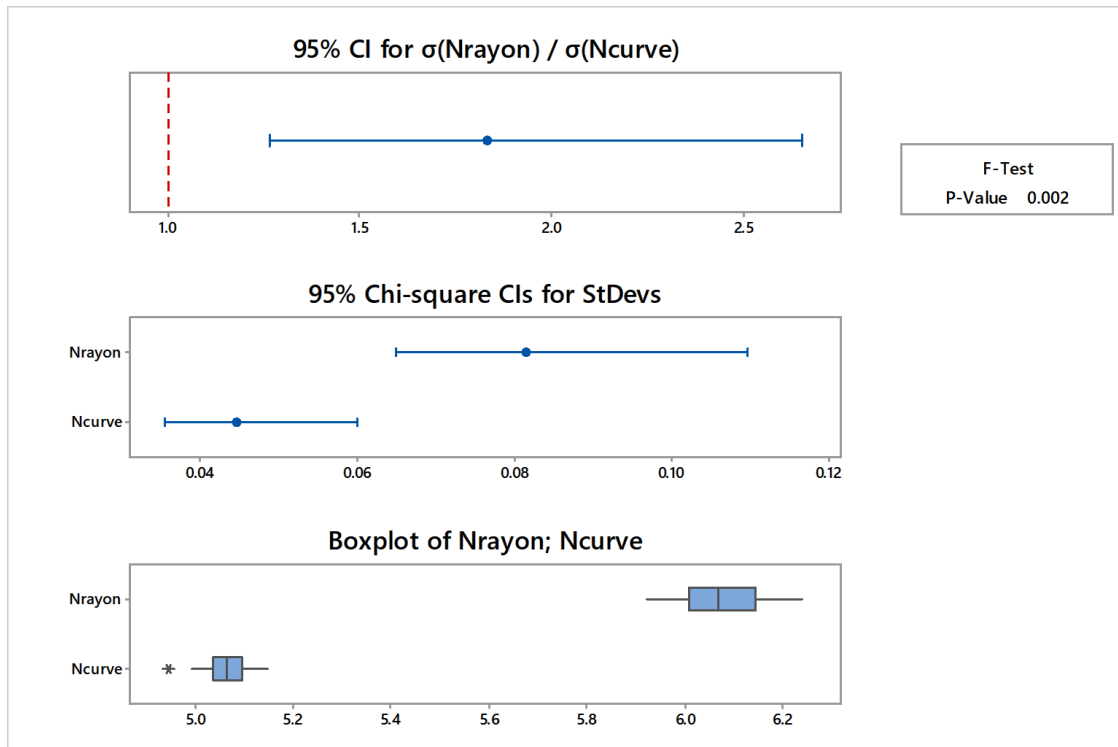 95% CI for σ(Nrayon) / σ(Ncurve)
1.0 1.5 2.0 2.5
F-Test
P-Value 0.002
95% Chi-square CIs for StDevs
Nrayon
Ncurve
0.04 0.06 0.08 0.10 0.12
Boxplot of Nrayon; Ncurve
Nrayon
Ncurve
5.0 5.2 5.4 5.6 5.8 6.0 6.2